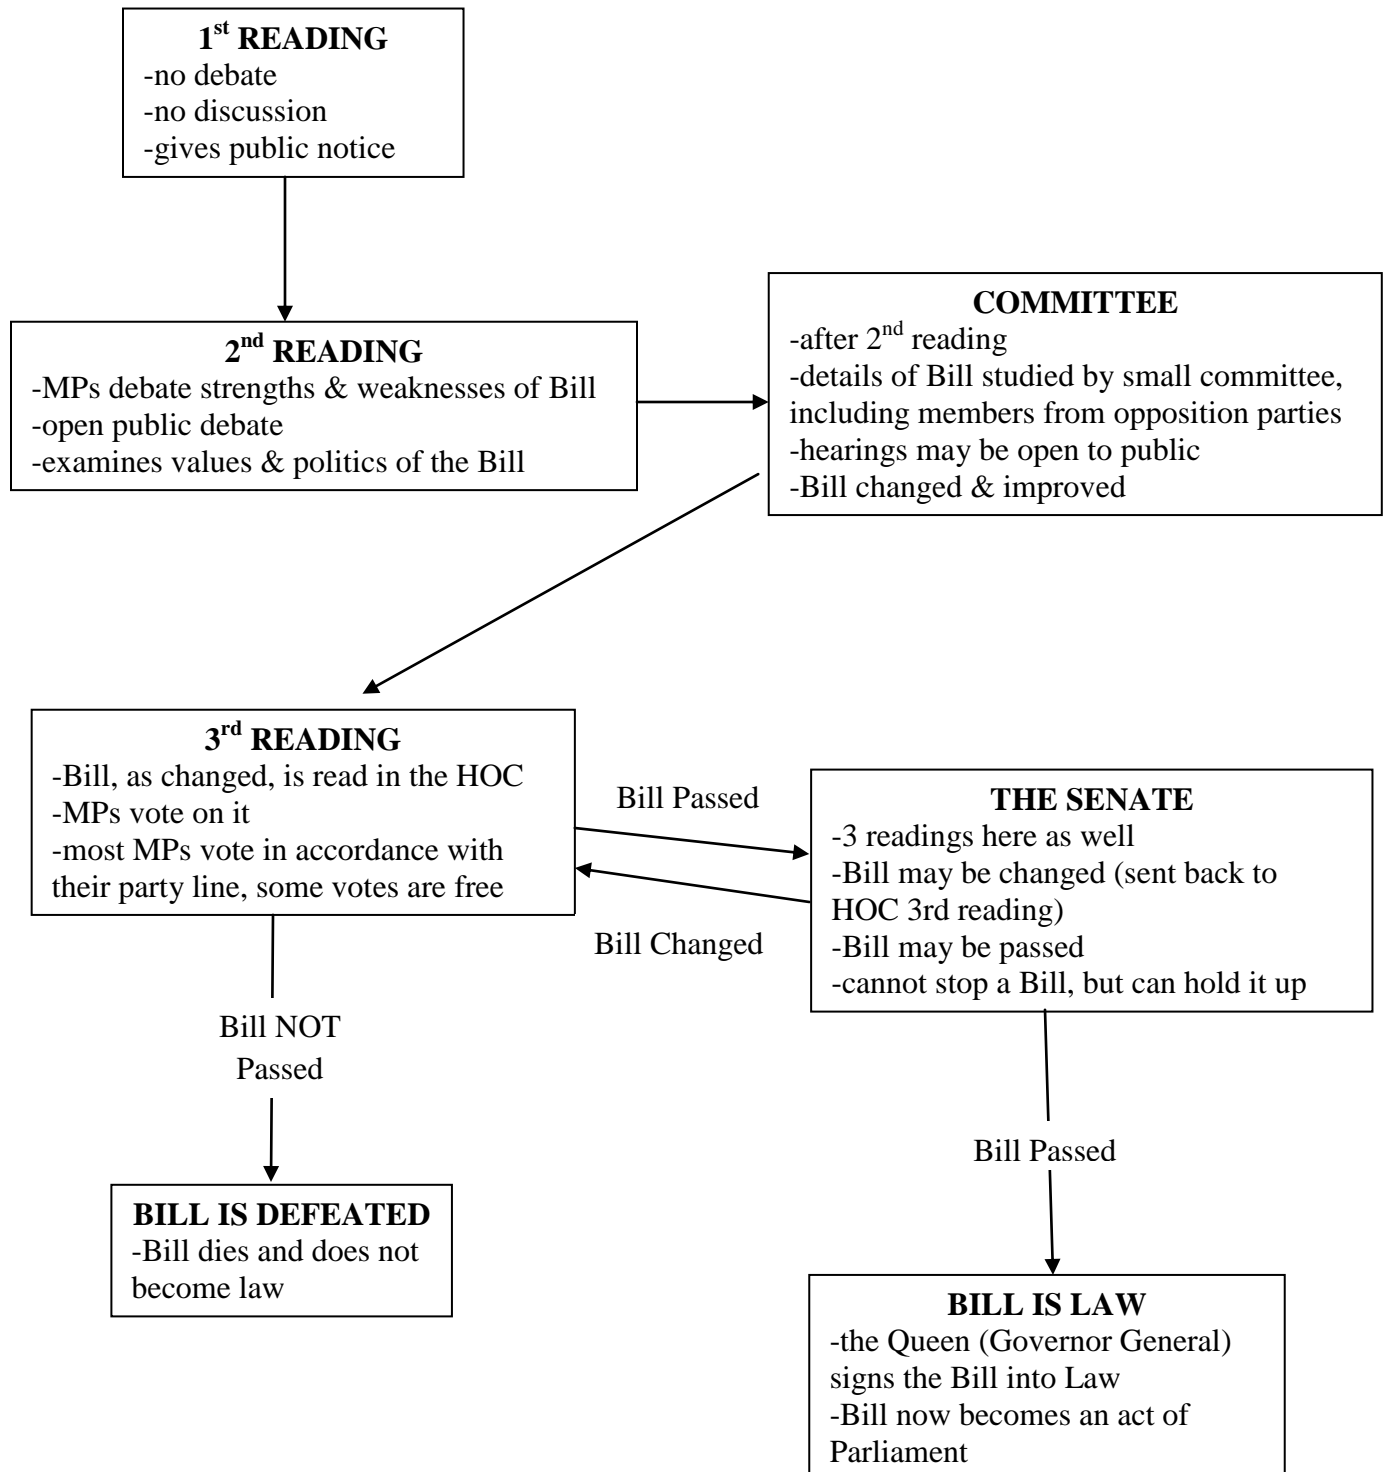 1st READING
-no debate
-no discussion
-gives public notice
2nd READING
-MPs debate strengths & weaknesses of Bill
-open public debate
-examines values & politics of the Bill
COMMITTEE
-after 2nd reading
-details of Bill studied by small committee,
including members from opposition parties
-hearings may be open to public
-Bill changed & improved
3rd READING
-Bill, as changed, is read in the HOC
-MPs vote on it
-most MPs vote in accordance with
their party line, some votes are free
Bill Passed
Bill Changed
THE SENATE
-3 readings here as well
-Bill may be changed (sent back to
HOC 3rd reading)
-Bill may be passed
-cannot stop a Bill, but can hold it up
Bill NOT
Passed
Bill Passed
BILL IS DEFEATED
-Bill dies and does not
become law
BILL IS LAW
-the Queen (Governor General)
signs the Bill into Law
-Bill now becomes an act of
Parliament